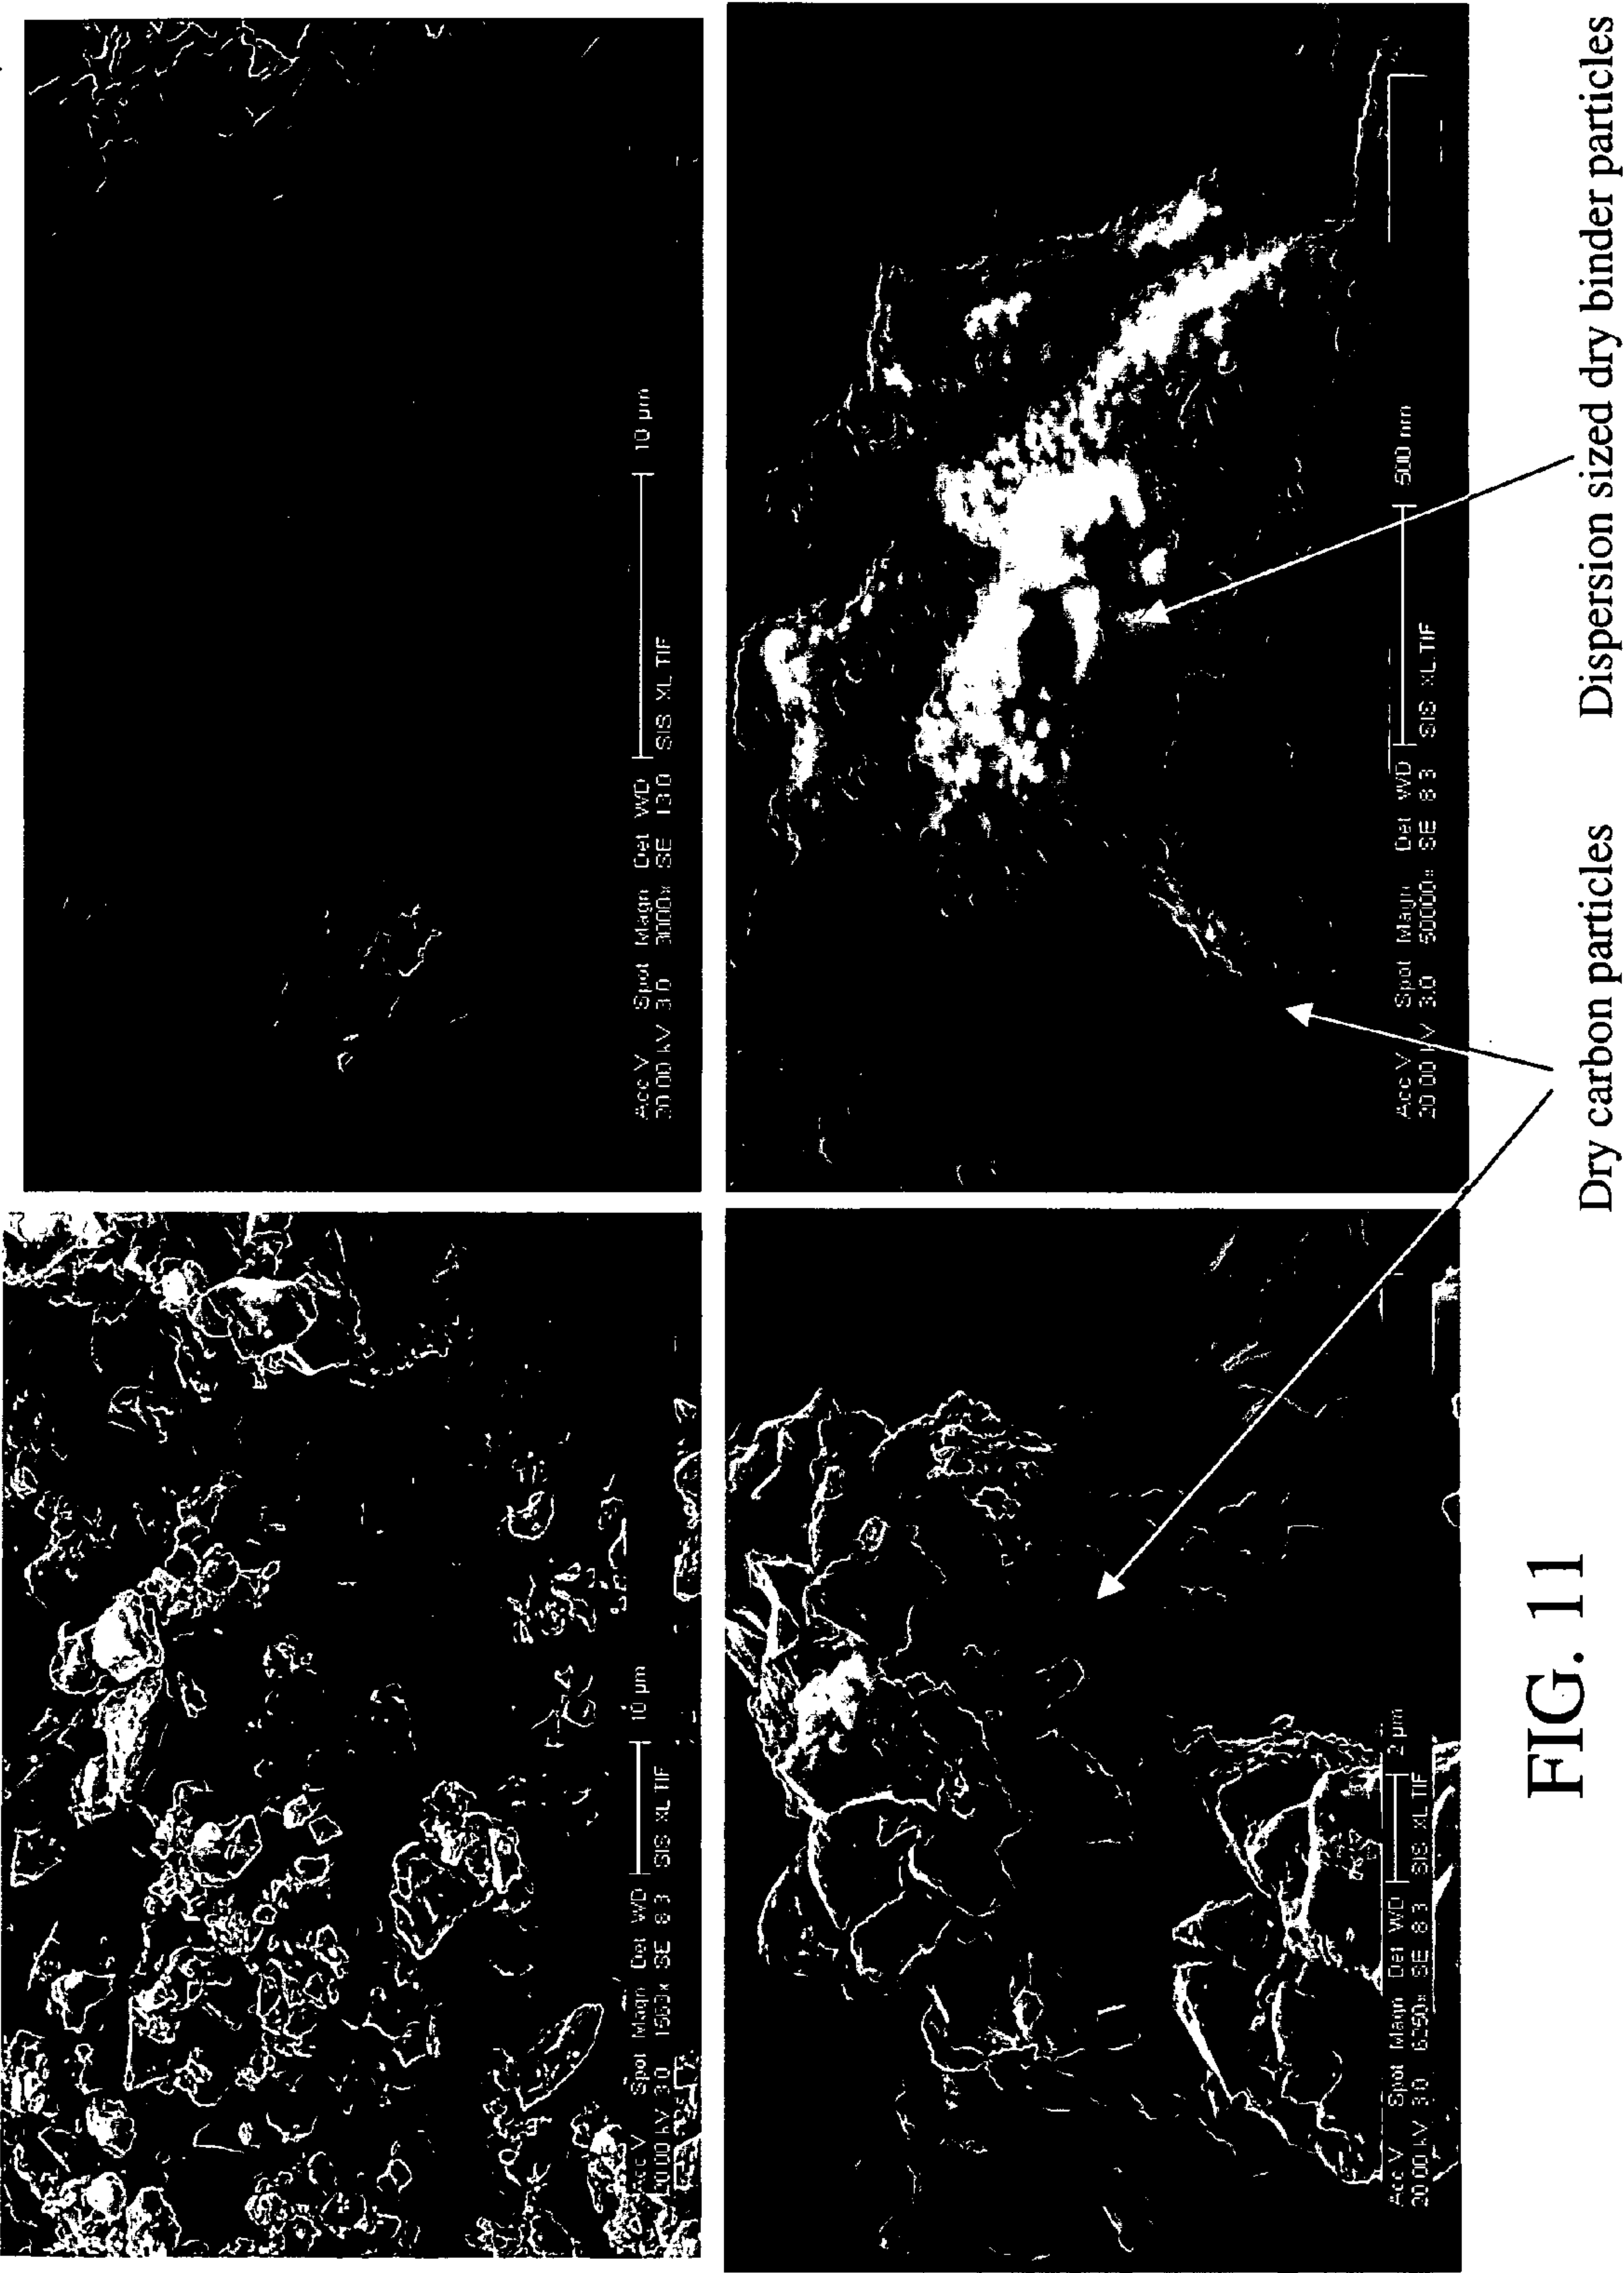 Acc V Spot Magn Det WD 10 µm
20.00 kV 3.0 1563x SE 8.3 SIS XL TIF
Acc V Spot Magn Det WD 10 µm
20.00 kV 3.0 3000x SE 13.0 SIS XL TIF
Acc V Spot Magn Det WD 2 µm
20.00 kV 3.0 6250x SE 8.3 SIS XL TIF
Acc V Spot Magn Det WD 500 nm
20.00 kV 3.0 50000x SE 8.3 SIS XL TIF
FIG. 11
Dry carbon particles
Dispersion sized dry binder particles